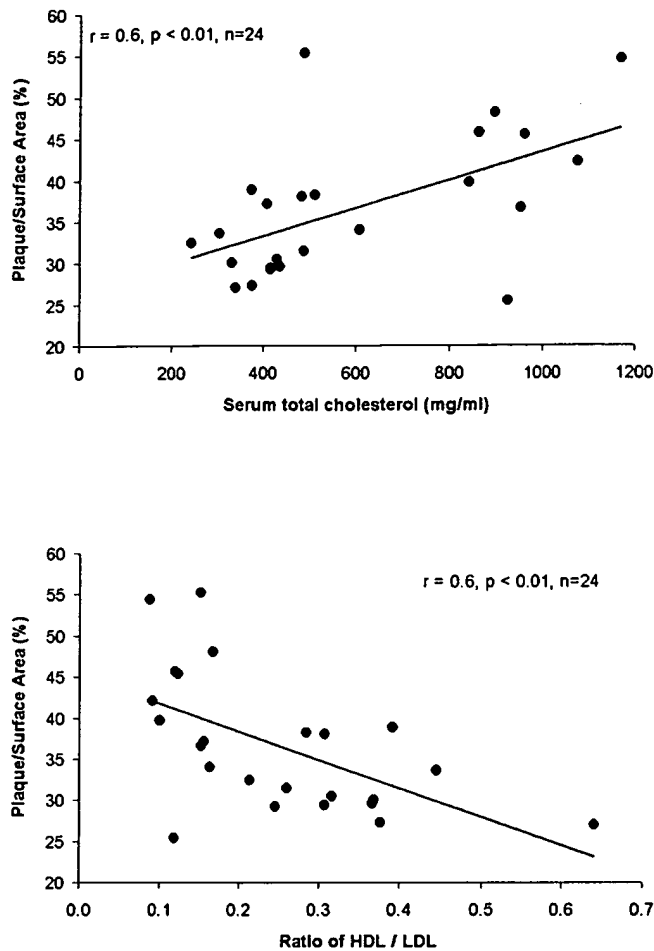 r = 0.6, p < 0.01, n=24
Plaque/Surface Area (%)
60
55
50
45
40
35
30
25
20
0 200 400 600 800 1000 1200
Serum total cholesterol (mg/ml)
r = 0.6, p < 0.01, n=24
Plaque/Surface Area (%)
60
55
50
45
40
35
30
25
20
0.0 0.1 0.2 0.3 0.4 0.5 0.6 0.7
Ratio of HDL / LDL